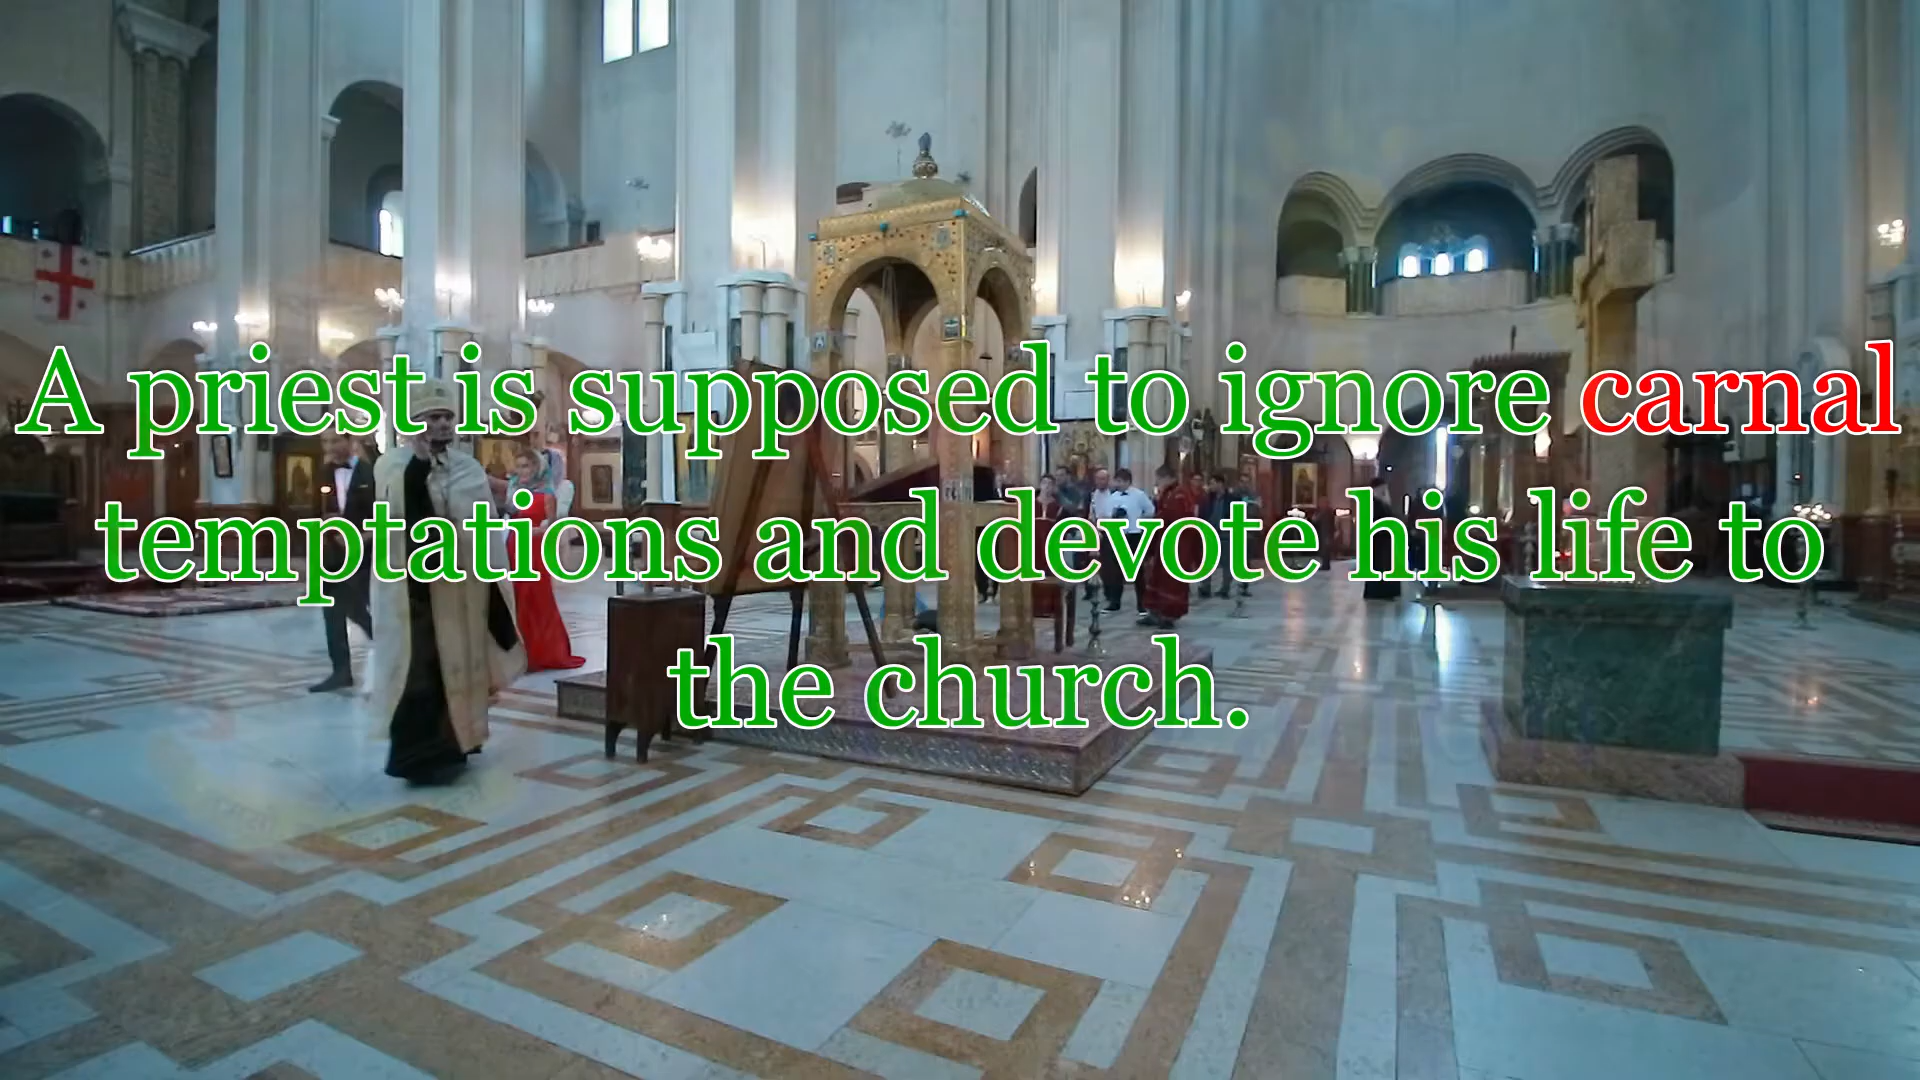 A priest is supposed to ignore carnal
temptations and devote his life to
the church.